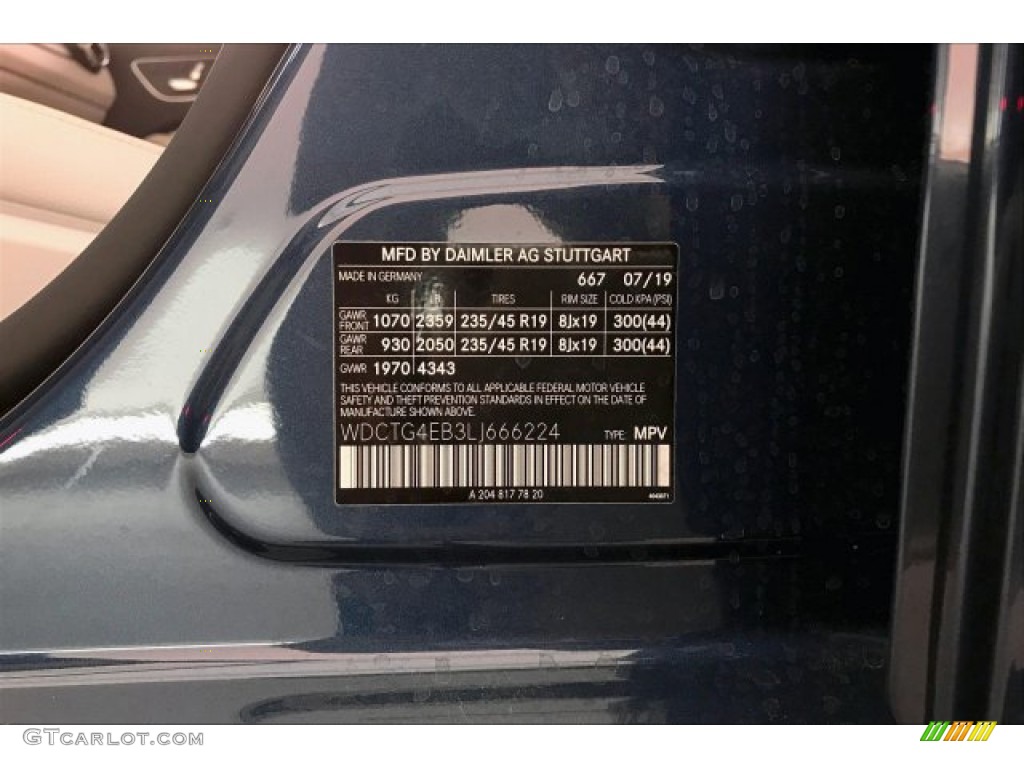 MFD BY DAIMLER AG STUTTGART
MADE IN GERMANY 667 07/19
KG LB TIRES RIM SIZE COLD KPA (PSI)
GAWR FRONT 1070 2359 235/45 R19 8Jx19 300(44)
GAWR REAR 930 2050 235/45 R19 8Jx19 300(44)
GVWR 1970 4343
THIS VEHICLE CONFORMS TO ALL APPLICABLE FEDERAL MOTOR VEHICLE
SAFETY AND THEFT PREVENTION STANDARDS IN EFFECT ON THE DATE OF
MANUFACTURE SHOWN ABOVE.
WDCTG4EB3LJ666224 TYPE: MPV
A 204 817 78 20
GTCarlot.com